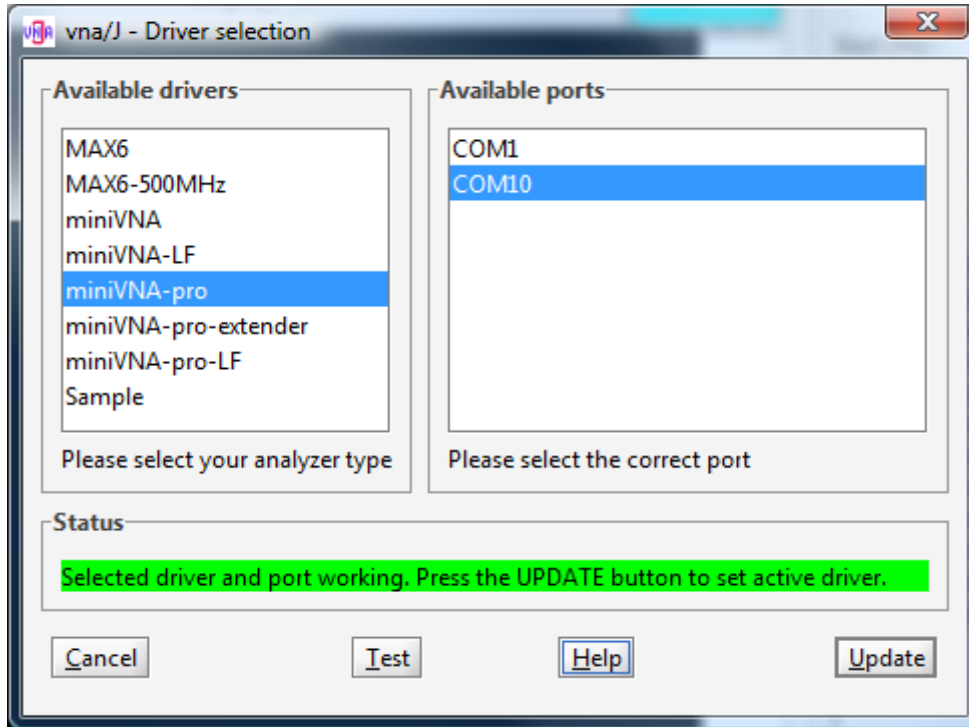 vna/J - Driver selection
Available drivers
MAX6
MAX6-500MHz
miniVNA
miniVNA-LF
miniVNA-pro
miniVNA-pro-extender
miniVNA-pro-LF
Sample
Please select your analyzer type
Available ports
COM1
COM10
Please select the correct port
Status
Selected driver and port working. Press the UPDATE button to set active driver.
Cancel
Test
Help
Update